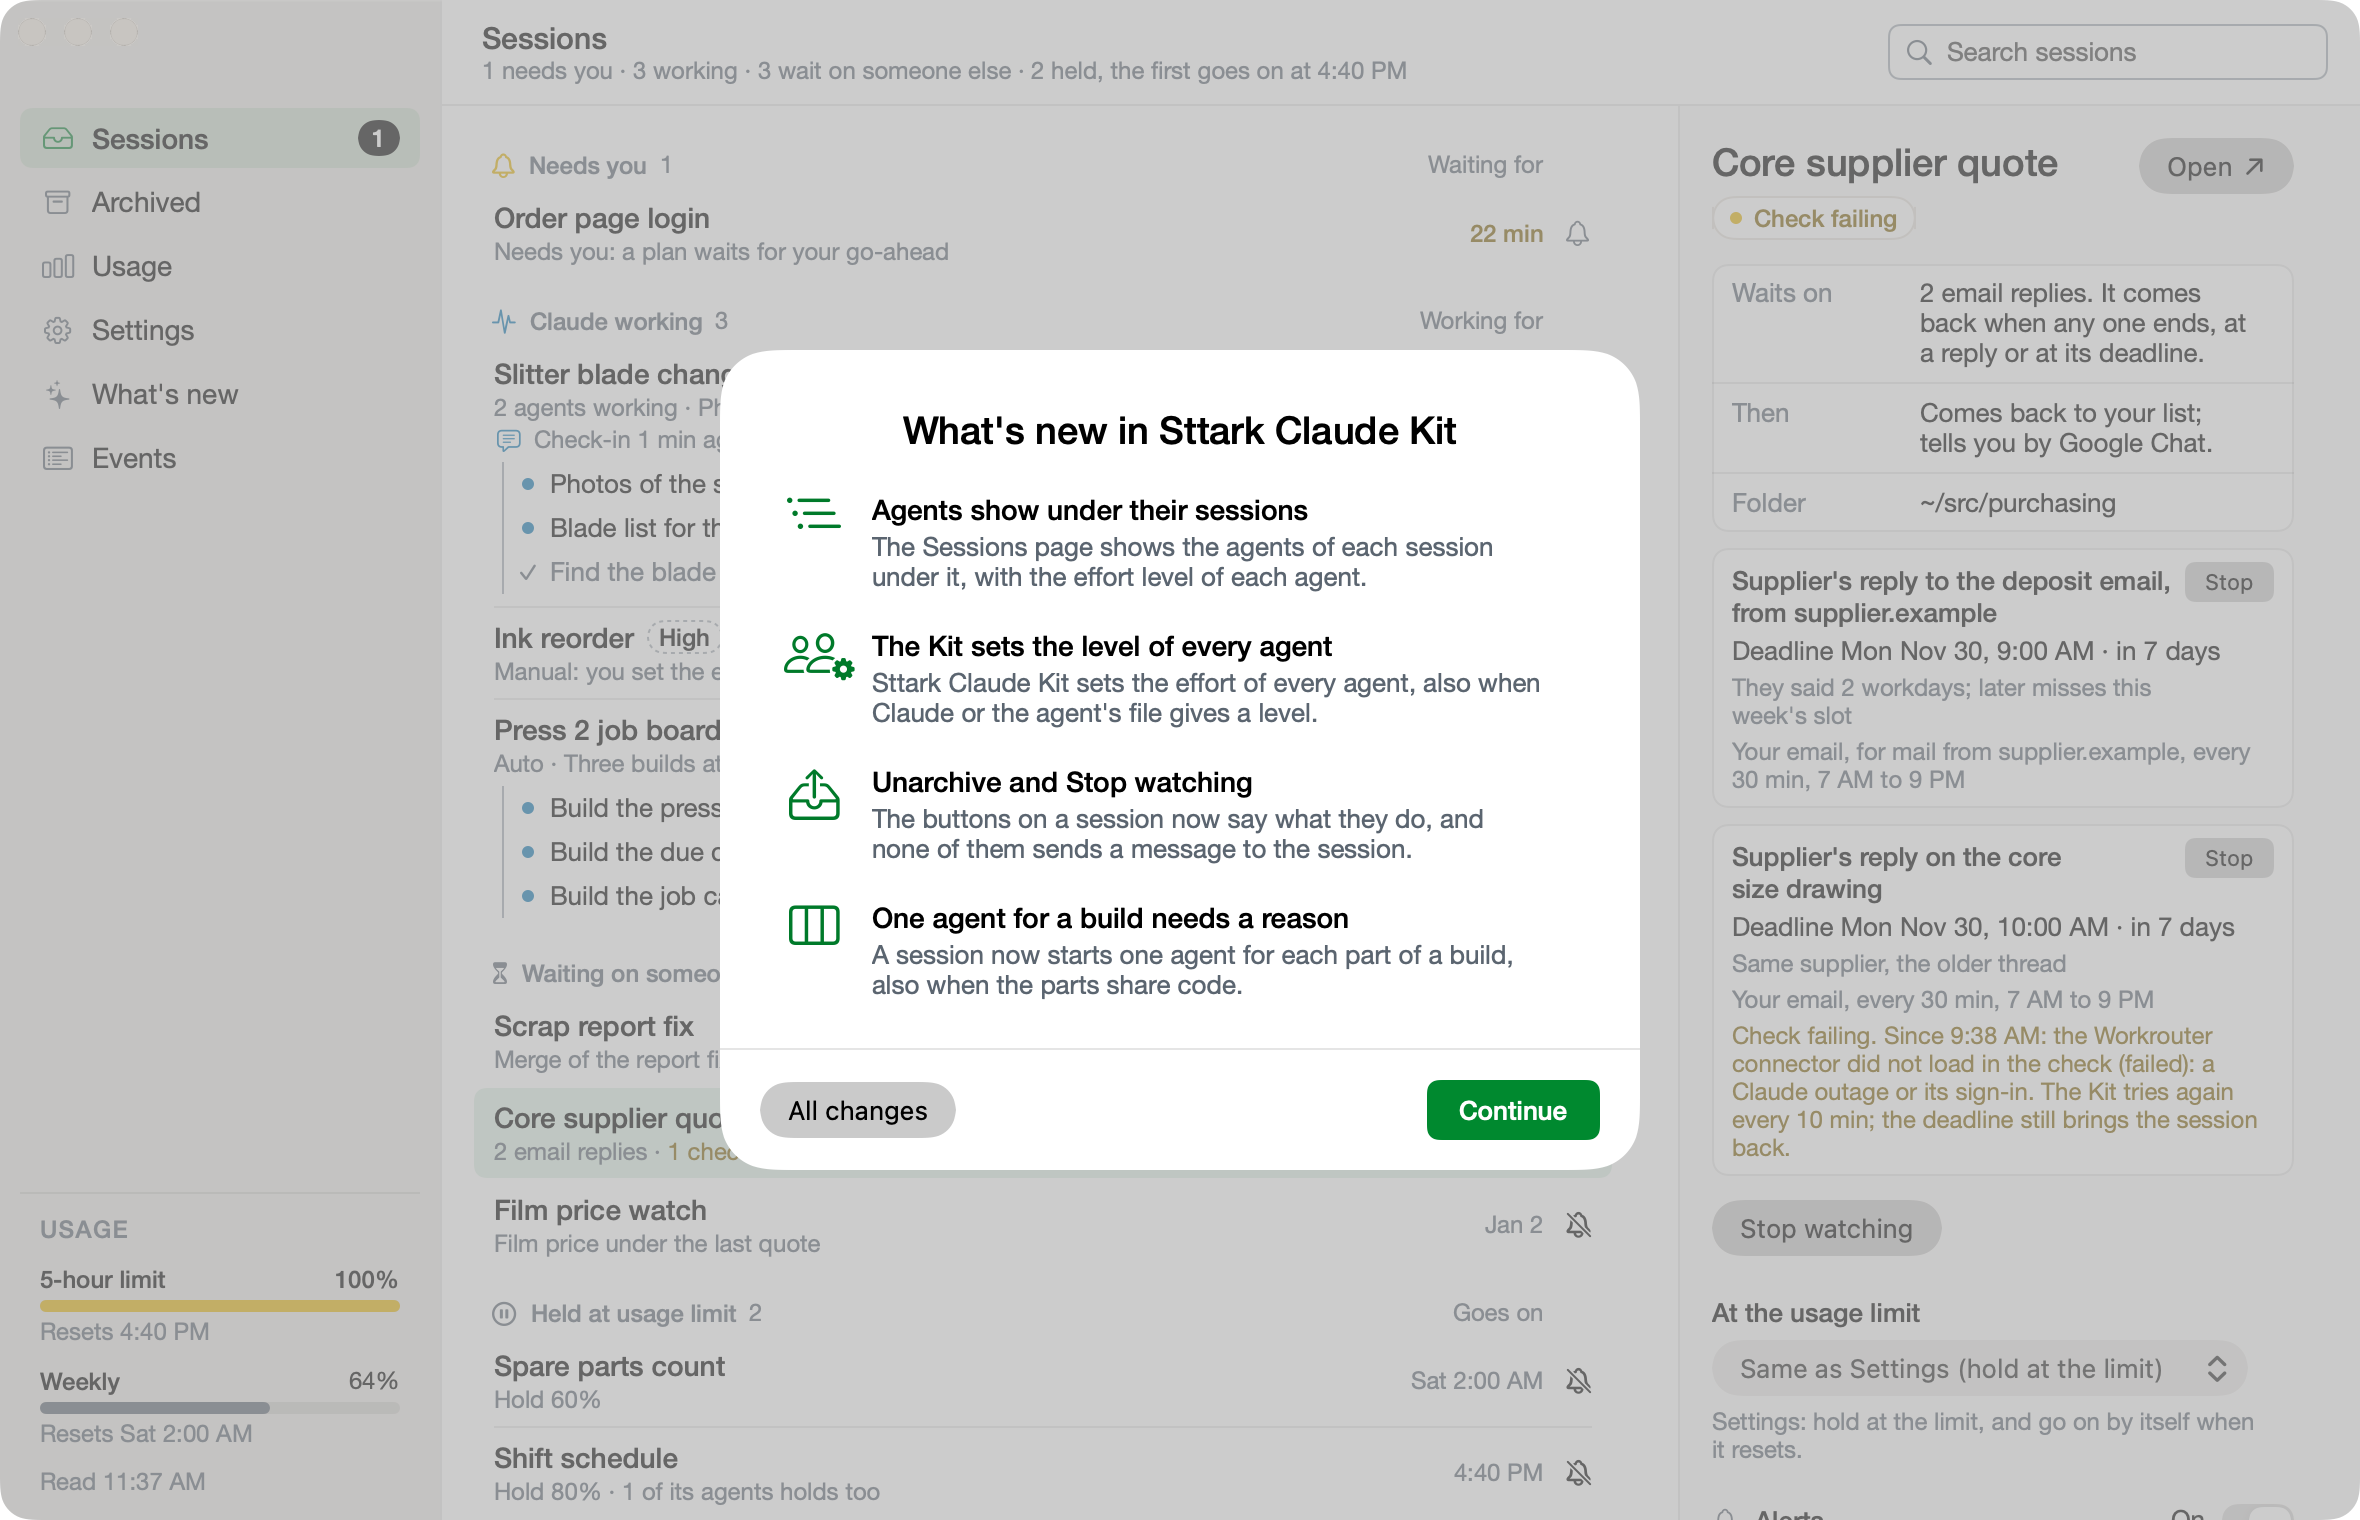 Sessions
1 needs you · 3 working · 3 wait on someone else · 2 held, the first goes on at 4:40 PM
Search sessions
Sessions
1
Archived
Usage
Settings
What's new
Events
USAGE
5-hour limit 100%
Resets 4:40 PM
Weekly 64%
Resets Sat 2:00 AM
Read 11:37 AM
Needs you 1
Waiting for
Order page login
Needs you: a plan waits for your go-ahead
22 min
Claude working 3
Working for
Slitter blade chang
2 agents working · Ph
Check-in 1 min ag
Photos of the s
Blade list for th
Find the blade
Ink reorder High
Manual: you set the e
Press 2 job board
Auto · Three builds at
Build the press
Build the due d
Build the job ca
Waiting on someo
Scrap report fix
Merge of the report fi
Core supplier quo
2 email replies · 1 chec
Film price watch
Film price under the last quote
Jan 2
Held at usage limit 2
Goes on
Spare parts count
Hold 60%
Sat 2:00 AM
Shift schedule
Hold 80% · 1 of its agents holds too
4:40 PM
What's new in Sttark Claude Kit
Agents show under their sessions
The Sessions page shows the agents of each session
under it, with the effort level of each agent.
The Kit sets the level of every agent
Sttark Claude Kit sets the effort of every agent, also when
Claude or the agent's file gives a level.
Unarchive and Stop watching
The buttons on a session now say what they do, and
none of them sends a message to the session.
One agent for a build needs a reason
A session now starts one agent for each part of a build,
also when the parts share code.
All changes
Continue
Core supplier quote
Open
Check failing
Waits on
2 email replies. It comes
back when any one ends, at
a reply or at its deadline.
Then
Comes back to your list;
tells you by Google Chat.
Folder
~/src/purchasing
Supplier's reply to the deposit email,
from supplier.example
Stop
Deadline Mon Nov 30, 9:00 AM · in 7 days
They said 2 workdays; later misses this
week's slot
Your email, for mail from supplier.example, every
30 min, 7 AM to 9 PM
Supplier's reply on the core
size drawing
Stop
Deadline Mon Nov 30, 10:00 AM · in 7 days
Same supplier, the older thread
Your email, every 30 min, 7 AM to 9 PM
Check failing. Since 9:38 AM: the Workrouter
connector did not load in the check (failed): a
Claude outage or its sign-in. The Kit tries again
every 10 min; the deadline still brings the session
back.
Stop watching
At the usage limit
Same as Settings (hold at the limit)
Settings: hold at the limit, and go on by itself when
it resets.
Alerts
On